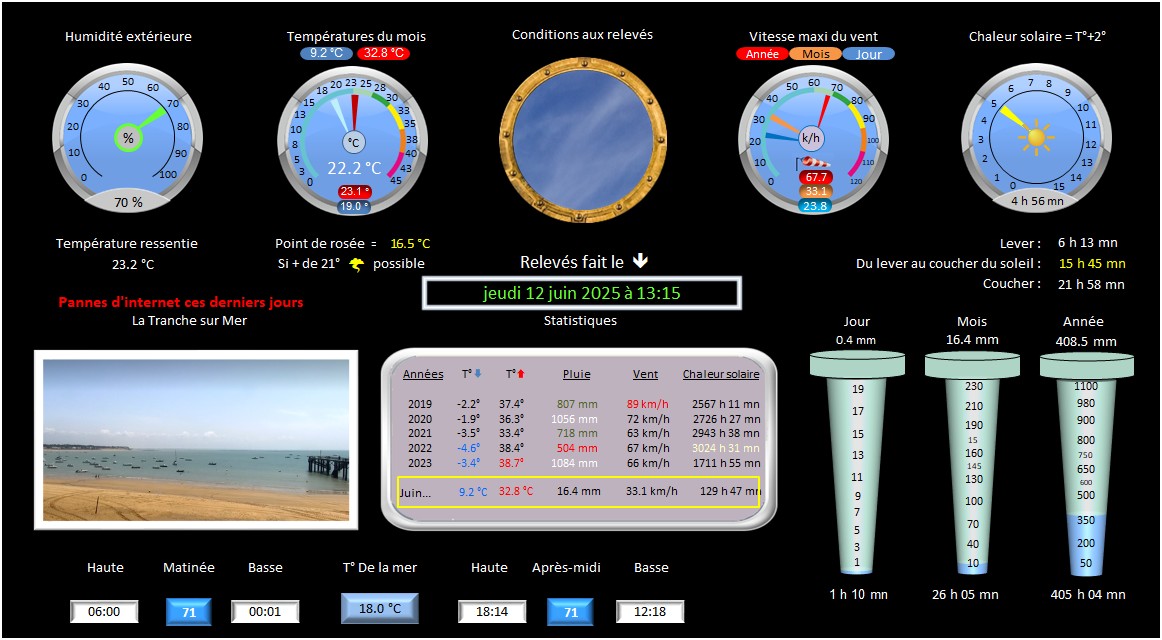 Humidité extérieure
Températures du mois
9.2 °C 32.8 °C
Conditions aux relevés
Vitesse maxi du vent
Année Mois Jour
Chaleur solaire = T°+2°
0 10 20 30 40 50 60 70 80 90 100
%
70 %
0 3 5 8 10 13 15 18 20 23 25 28 30 33 35 38 40 43 45
°C
22.2 °C
23.1 °
19.0 °
0 10 20 30 40 50 60 70 80 90 100 110 120
k/h
67.7
33.1
23.8
0 1 2 3 4 5 6 7 8 9 10 11 12 13 14 15
4 h 56 mn
Température ressentie
23.2 °C
Point de rosée = 16.5 °C
Si + de 21° possible
Relevés fait le
jeudi 12 juin 2025 à 13:15
Lever : 6 h 13 mn
Du lever au coucher du soleil : 15 h 45 mn
Coucher : 21 h 58 mn
Pannes d'internet ces derniers jours
La Tranche sur Mer
Statistiques
Années T° T° Pluie Vent Chaleur solaire
2019 -2.2° 37.4° 807 mm 89 km/h 2567 h 11 mn
2020 -1.9° 36.3° 1056 mm 72 km/h 2726 h 27 mn
2021 -3.5° 33.4° 718 mm 63 km/h 2943 h 38 mn
2022 -4.6° 38.4° 504 mm 67 km/h 3024 h 31 mn
2023 -3.4° 38.7° 1084 mm 66 km/h 1711 h 55 mn
Juin... 9.2 °C 32.8 °C 16.4 mm 33.1 km/h 129 h 47 mn
Jour
0.4 mm
19
17
15
13
11
9
7
5
3
1
1 h 10 mn
Mois
16.4 mm
230
210
190
15
160
145
130
100
70
40
10
26 h 05 mn
Année
408.5 mm
1100
980
900
800
750
650
600
500
350
200
50
405 h 04 mn
Haute Matinée Basse
06:00 71 00:01
T° De la mer
18.0 °C
Haute Après-midi Basse
18:14 71 12:18